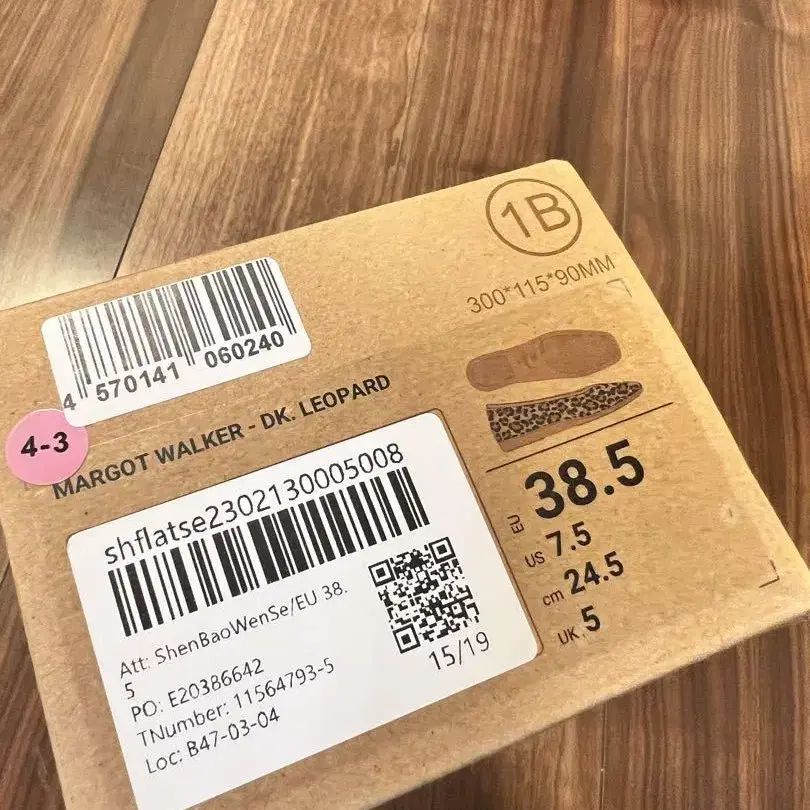 1B
300*115*90MM
4 570141 060240
4-3
MARGOT WALKER - DK. LEOPARD
shflatse2302130005008
Att: ShenBaoWenSe/EU 38.
5
PO: E20386642
TNumber: 11564793-5
Loc: B47-03-04
15/19
EU 38.5
US 7.5
cm 24.5
UK 5